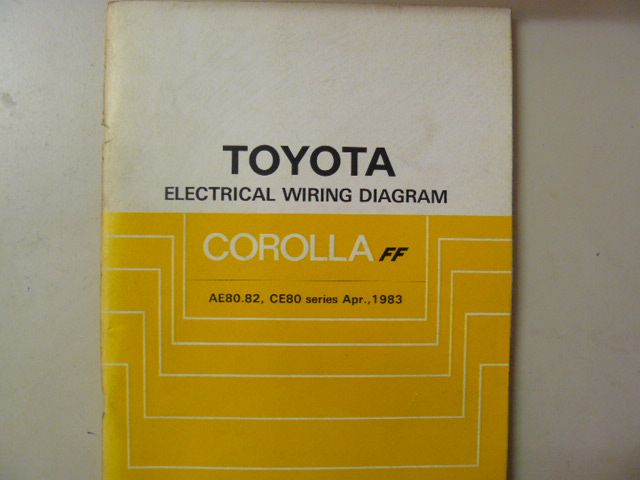 TOYOTA
ELECTRICAL WIRING DIAGRAM
COROLLA FF
AE80.82, CE80 series Apr.,1983